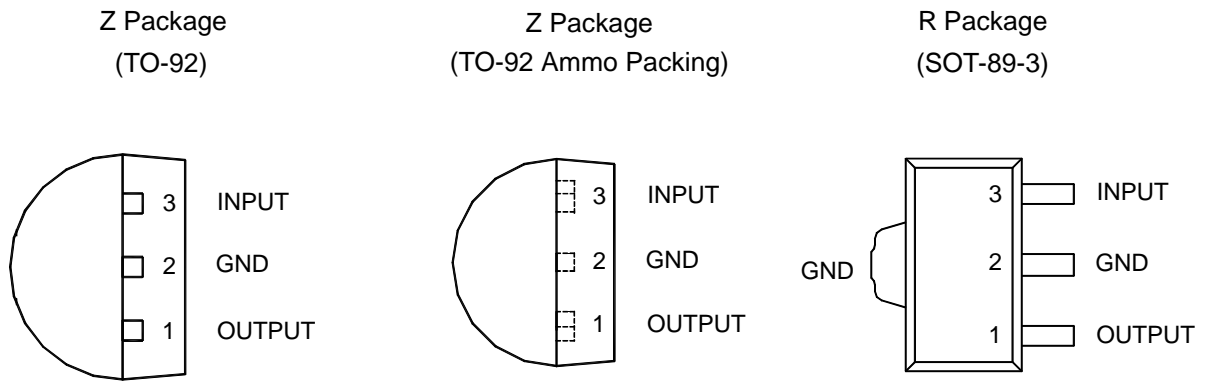 Z Package
(TO-92)
3 INPUT
2 GND
1 OUTPUT
Z Package
(TO-92 Ammo Packing)
3 INPUT
2 GND
1 OUTPUT
R Package
(SOT-89-3)
3 INPUT
GND 2 GND
1 OUTPUT